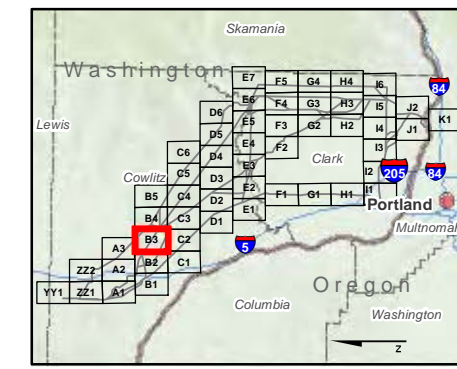 Skamania
Washington
E7 F5 G4 H4 I6
84
E6 F4 G3 H3 I5 J2
Lewis
D6 K1
E5 F3 G2 H2 I4 J1
D5
C6 D4 E4 F2 I3
Clark
Cowlitz
C5 D3 E3 I2 205 84
B5 C4 D2 E2 F1 G1 H1 I1
Portland
B4 C3 D1 E1
Multnomah
A3 B3 C2 5
ZZ2 A2 B2 C1
Oregon
YY1 ZZ1 A1 B1
Columbia
Washington
Z